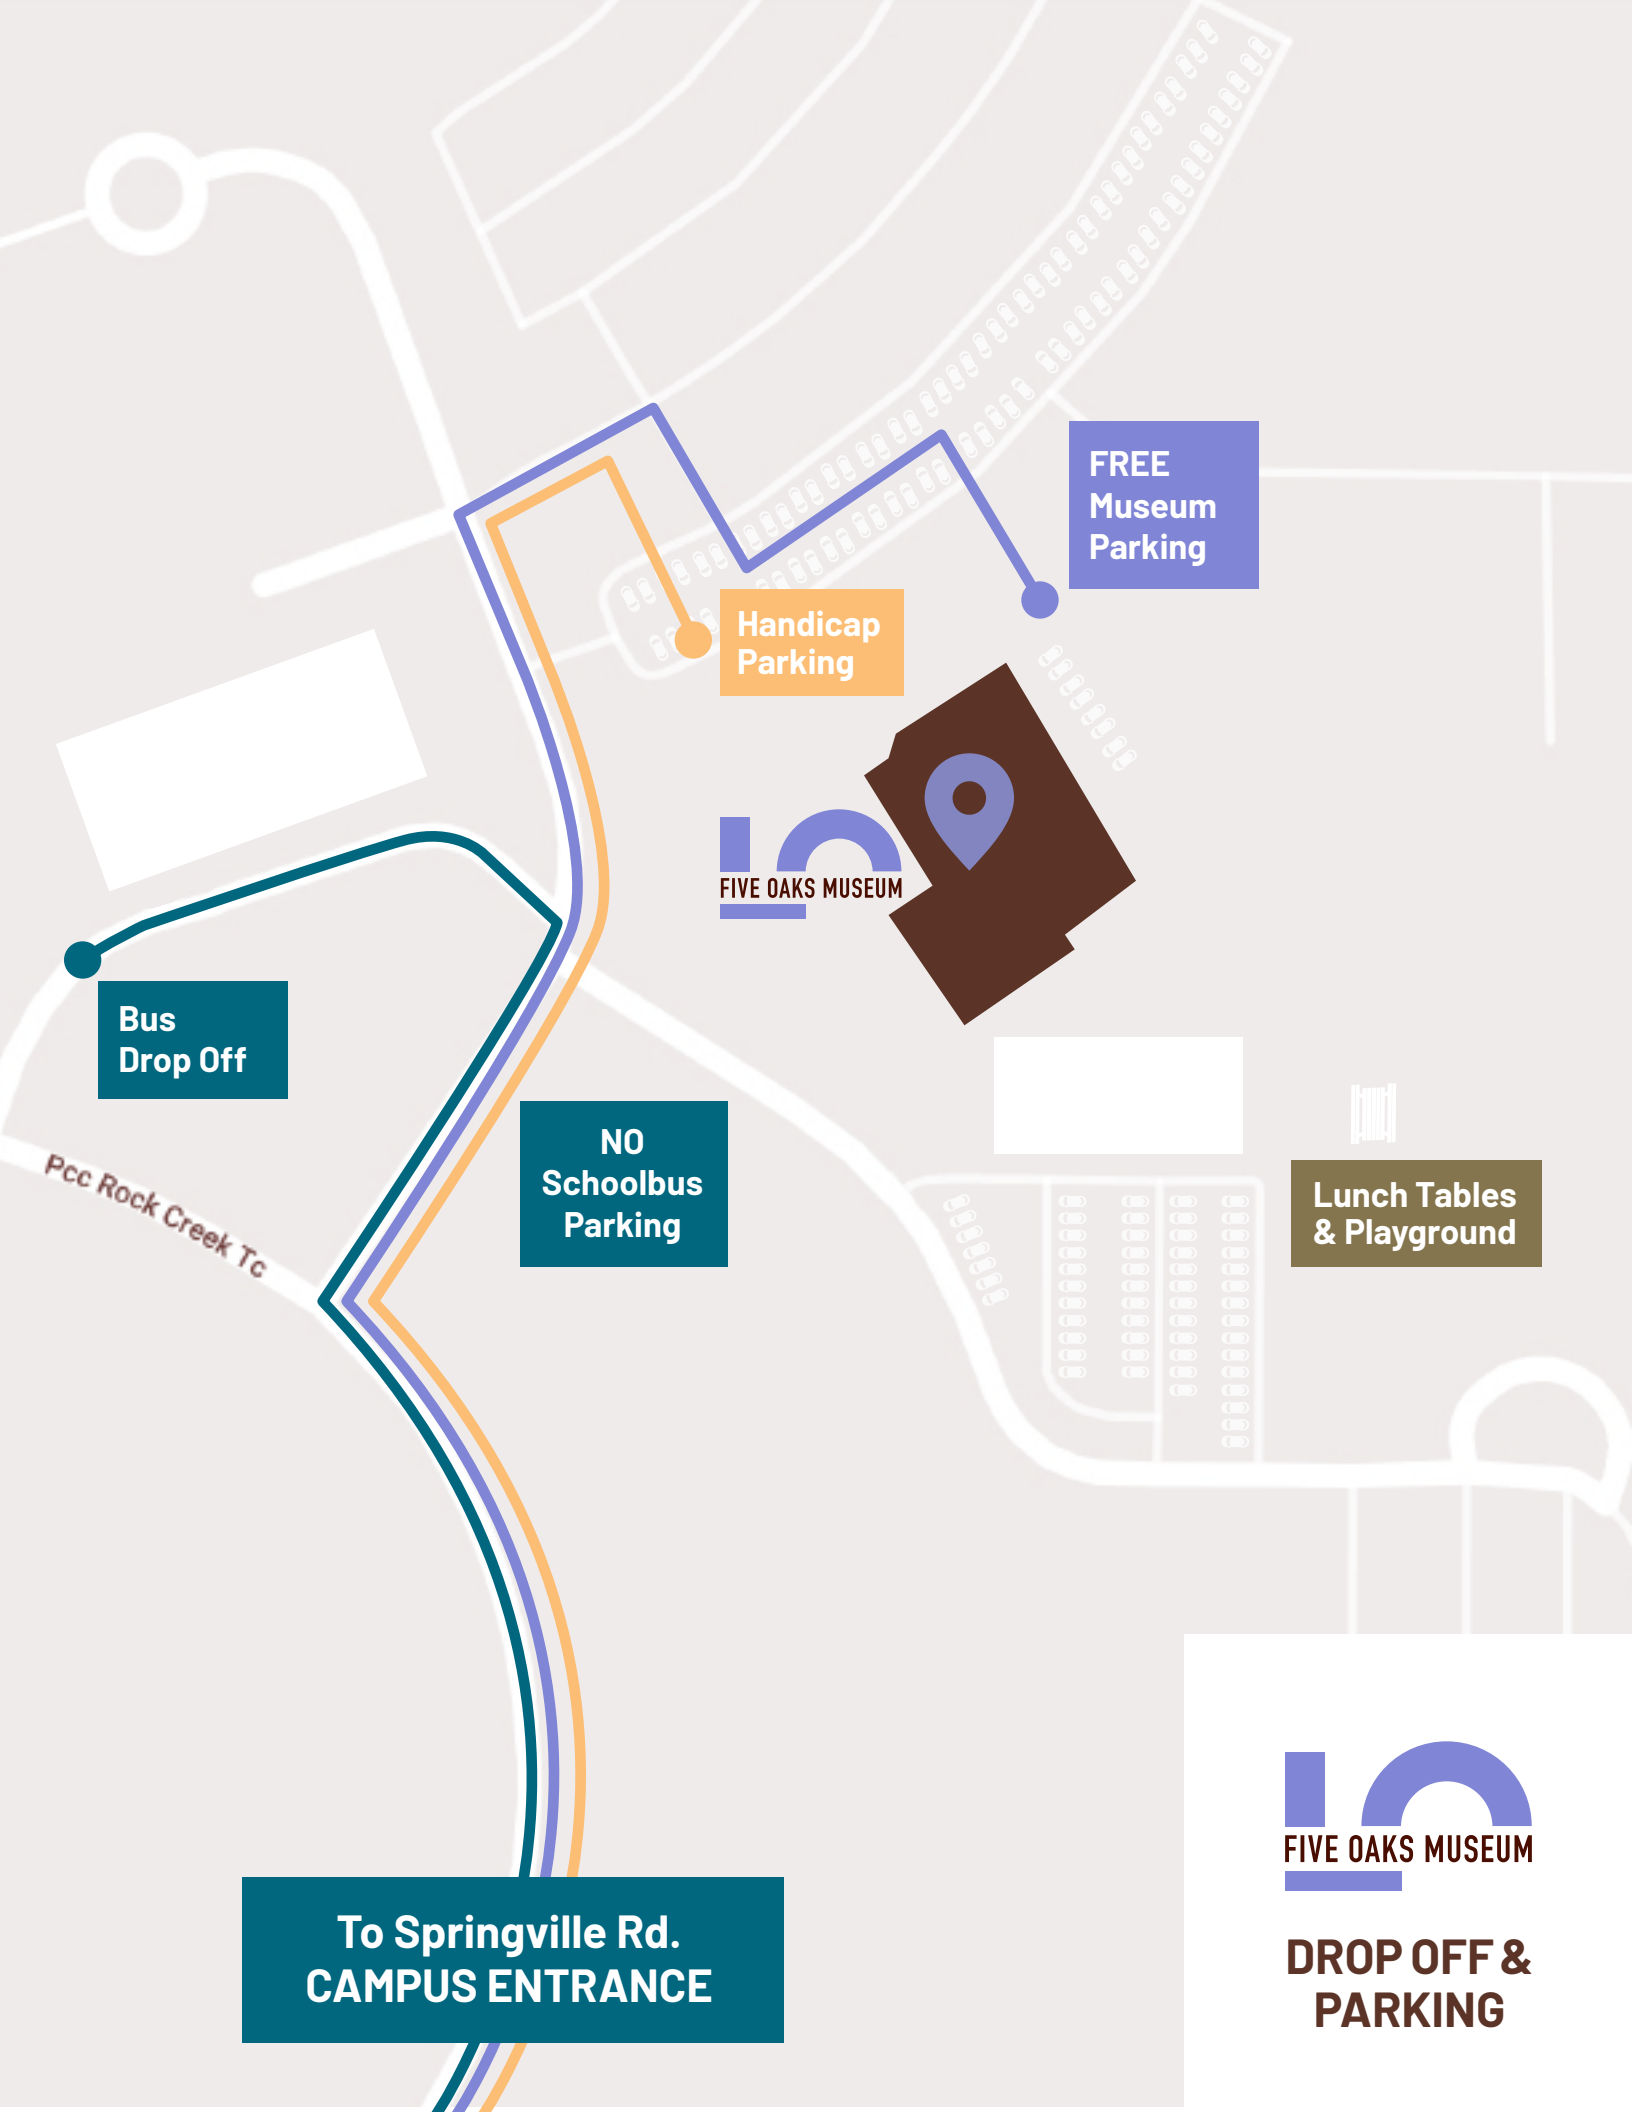 FREE
Museum
Parking
Handicap
Parking
FIVE OAKS MUSEUM
Bus
Drop Off
NO
Schoolbus
Parking
Pcc Rock Creek Tc
Lunch Tables
& Playground
To Springville Rd.
CAMPUS ENTRANCE
FIVE OAKS MUSEUM
DROP OFF &
PARKING